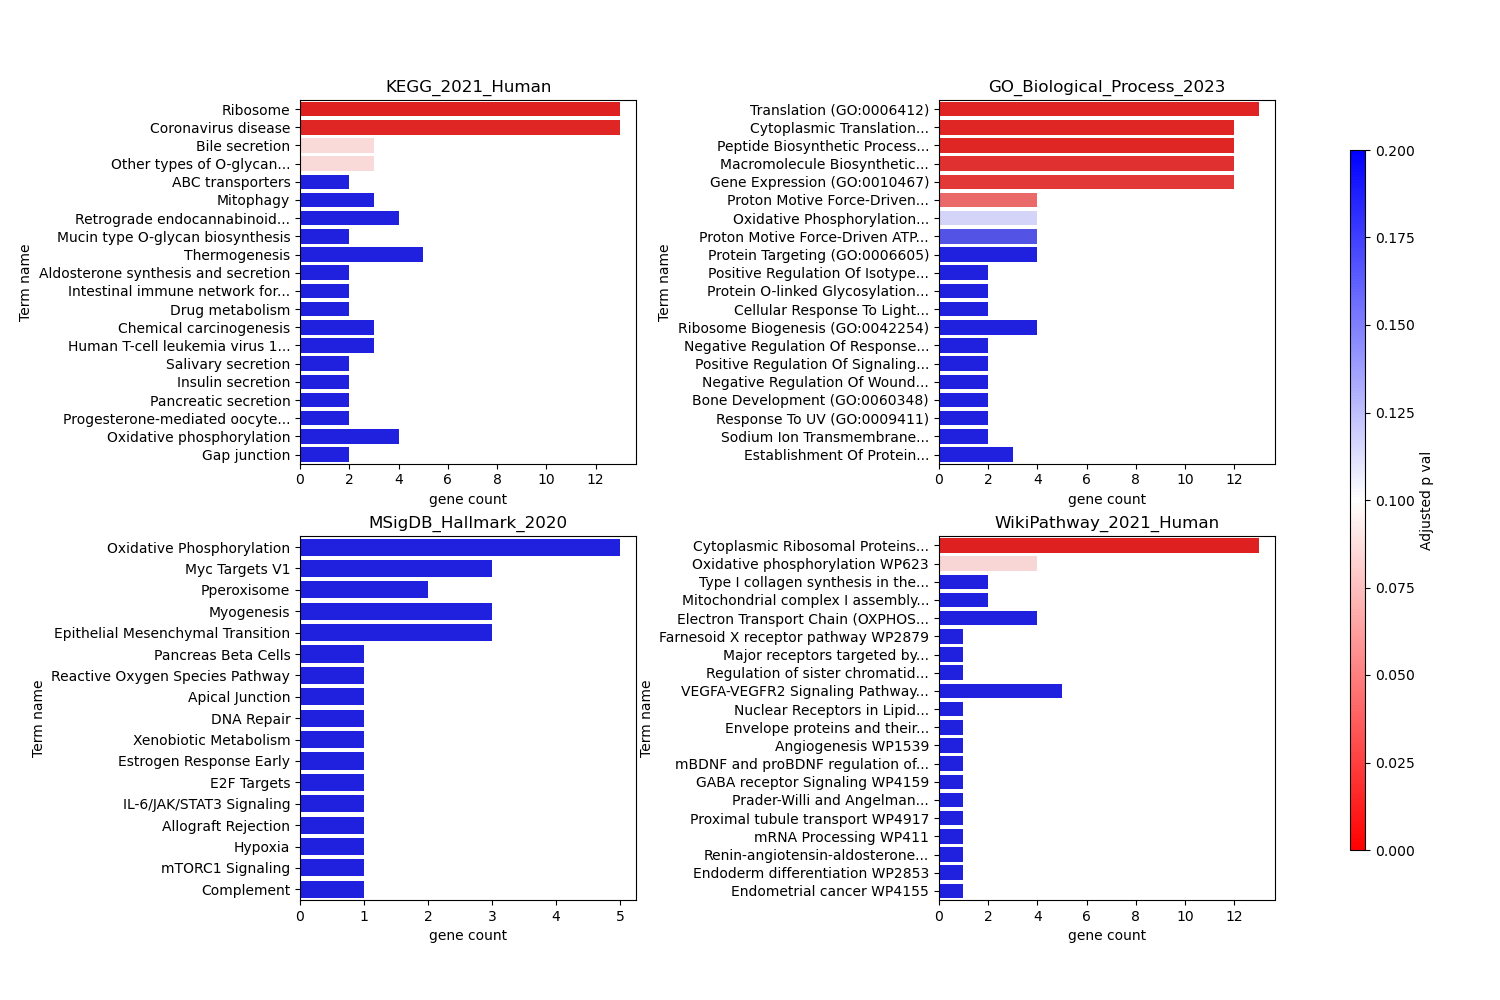 KEGG_2021_Human
Term name
Ribosome
Coronavirus disease
Bile secretion
Other types of O-glycan...
ABC transporters
Mitophagy
Retrograde endocannabinoid...
Mucin type O-glycan biosynthesis
Thermogenesis
Aldosterone synthesis and secretion
Intestinal immune network for...
Drug metabolism
Chemical carcinogenesis
Human T-cell leukemia virus 1...
Salivary secretion
Insulin secretion
Pancreatic secretion
Progesterone-mediated oocyte...
Oxidative phosphorylation
Gap junction
0 2 4 6 8 10 12
gene count
GO_Biological_Process_2023
Term name
Translation (GO:0006412)
Cytoplasmic Translation...
Peptide Biosynthetic Process...
Macromolecule Biosynthetic...
Gene Expression (GO:0010467)
Proton Motive Force-Driven...
Oxidative Phosphorylation...
Proton Motive Force-Driven ATP...
Protein Targeting (GO:0006605)
Positive Regulation Of Isotype...
Protein O-linked Glycosylation...
Cellular Response To Light...
Ribosome Biogenesis (GO:0042254)
Negative Regulation Of Response...
Positive Regulation Of Signaling...
Negative Regulation Of Wound...
Bone Development (GO:0060348)
Response To UV (GO:0009411)
Sodium Ion Transmembrane...
Establishment Of Protein...
0 2 4 6 8 10 12
gene count
MSigDB_Hallmark_2020
Term name
Oxidative Phosphorylation
Myc Targets V1
Pperoxisome
Myogenesis
Epithelial Mesenchymal Transition
Pancreas Beta Cells
Reactive Oxygen Species Pathway
Apical Junction
DNA Repair
Xenobiotic Metabolism
Estrogen Response Early
E2F Targets
IL-6/JAK/STAT3 Signaling
Allograft Rejection
Hypoxia
mTORC1 Signaling
Complement
0 1 2 3 4 5
gene count
WikiPathway_2021_Human
Term name
Cytoplasmic Ribosomal Proteins...
Oxidative phosphorylation WP623
Type I collagen synthesis in the...
Mitochondrial complex I assembly...
Electron Transport Chain (OXPHOS...
Farnesoid X receptor pathway WP2879
Major receptors targeted by...
Regulation of sister chromatid...
VEGFA-VEGFR2 Signaling Pathway...
Nuclear Receptors in Lipid...
Envelope proteins and their...
Angiogenesis WP1539
mBDNF and proBDNF regulation of...
GABA receptor Signaling WP4159
Prader-Willi and Angelman...
Proximal tubule transport WP4917
mRNA Processing WP411
Renin-angiotensin-aldosterone...
Endoderm differentiation WP2853
Endometrial cancer WP4155
0 2 4 6 8 10 12
gene count
0.200
0.175
0.150
0.125
0.100
0.075
0.050
0.025
0.000
Adjusted p val